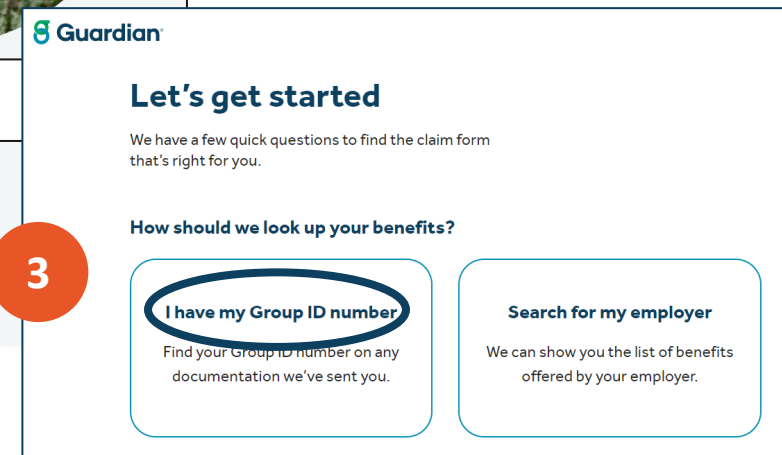 Guardian
Let's get started
We have a few quick questions to find the claim form
that's right for you.
How should we look up your benefits?
3
I have my Group ID number
Find your Group ID number on any
documentation we've sent you.
Search for my employer
We can show you the list of benefits
offered by your employer.